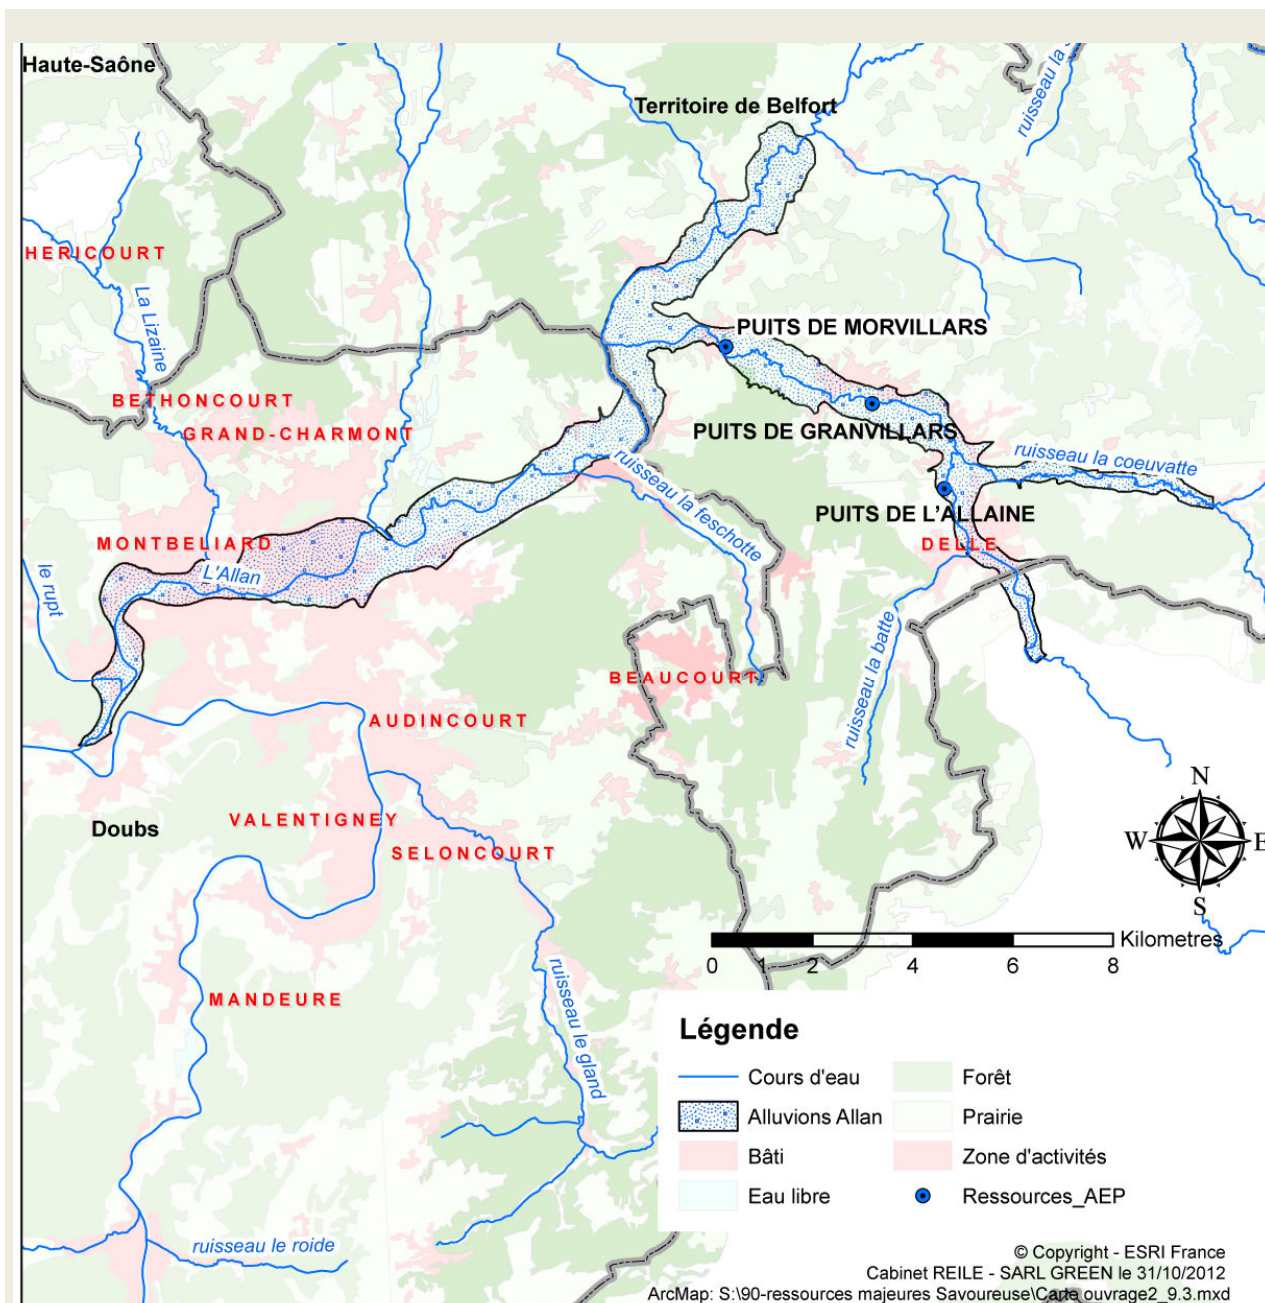 Haute-Saône
Territoire de Belfort
ruisseau la
HERICOURT
La Lizaine
PUITS DE MORVILLARS
BETHONCOURT
GRAND-CHARMONT
PUITS DE GRANVILLARS
ruisseau la coeuvatte
ruisseau la feschotte
PUITS DE L'ALLAINE
MONTBELIARD
DELLE
L'Allan
le rupt
ruisseau la batte
BEAUCOURT
AUDINCOURT
Doubs
VALENTIGNEY
SELONCOURT
N
W
E
S
Kilometres
0 1 2 4 6 8
MANDEURE
ruisseau le gland
ruisseau le roide
Légende
Cours d'eau
Alluvions Allan
Bâti
Eau libre
Forêt
Prairie
Zone d'activités
Ressources_AEP
© Copyright - ESRI France
Cabinet REILE - SARL GREEN le 31/10/2012
ArcMap: S:\90-ressources majeures Savoureuse\Carte ouvrage2_9.3.mxd